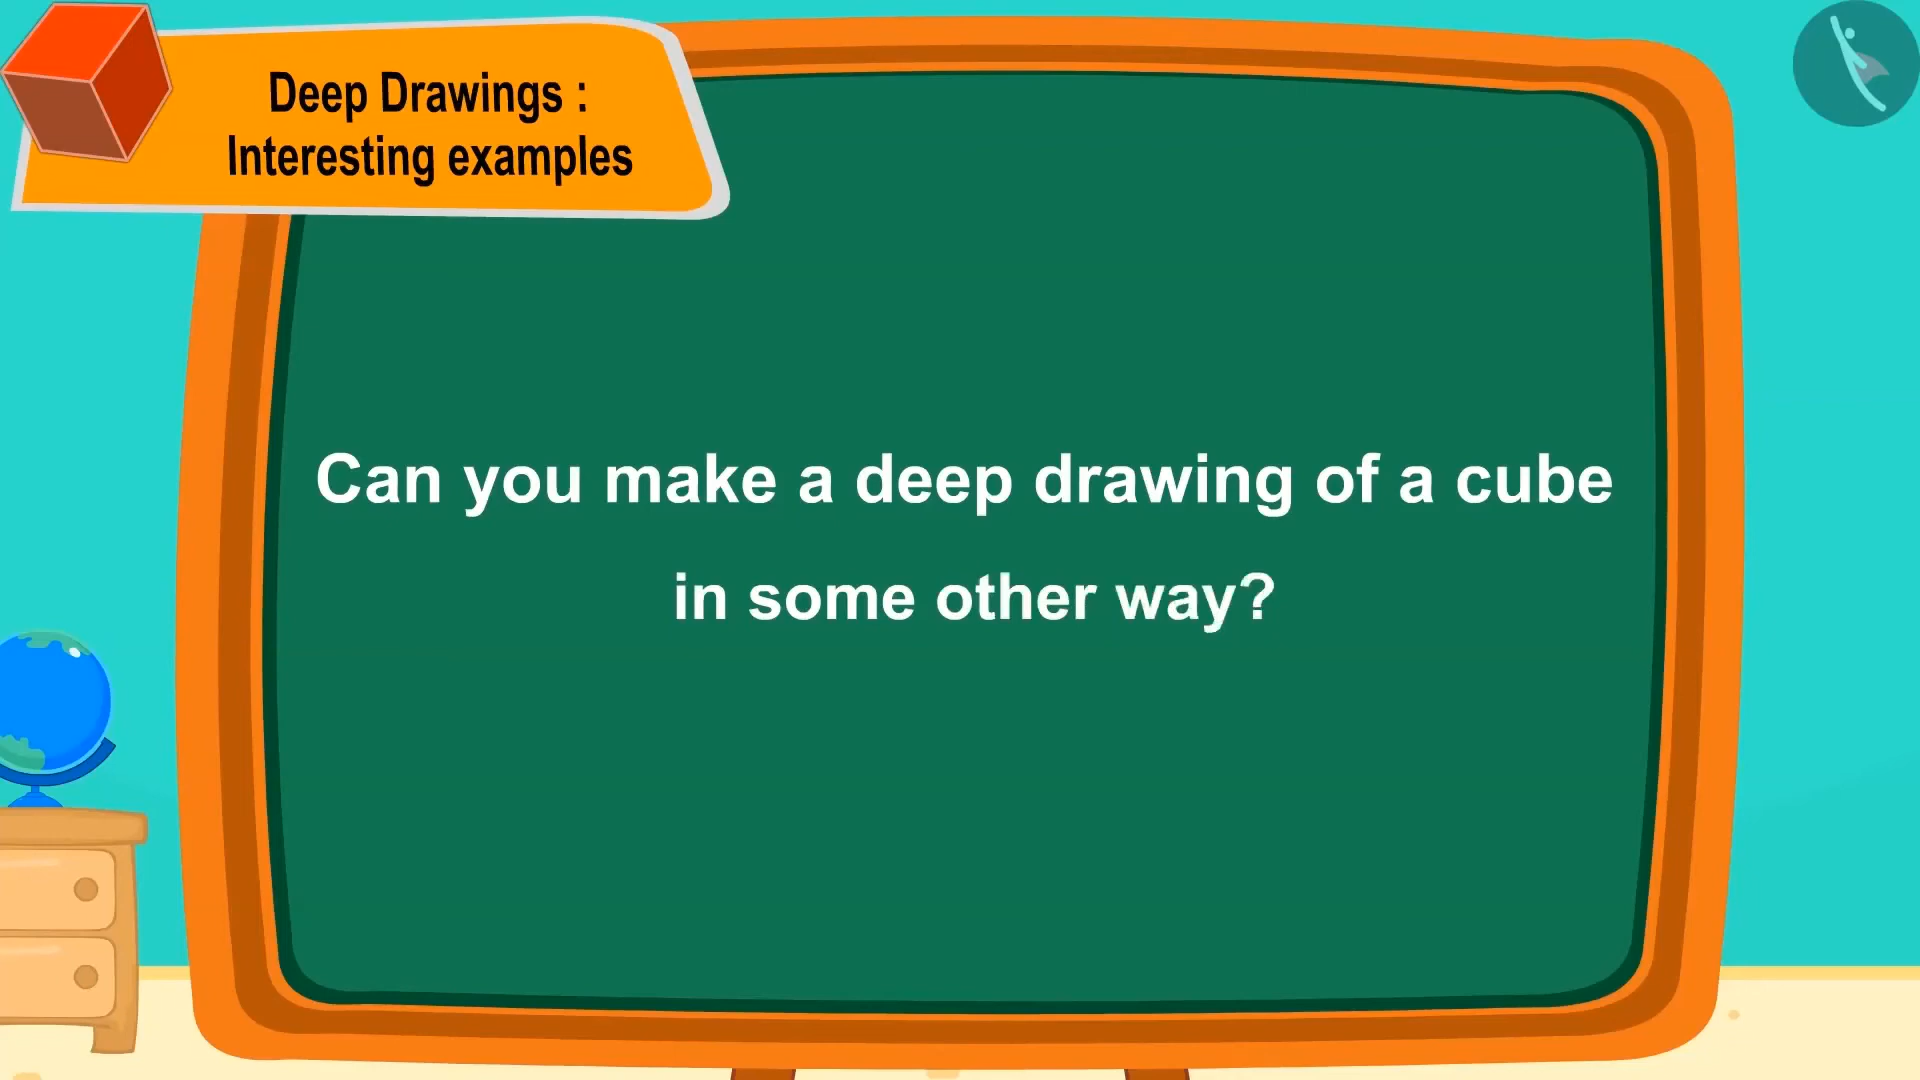 Deep Drawings :
Interesting examples
Can you make a deep drawing of a cube
in some other way?